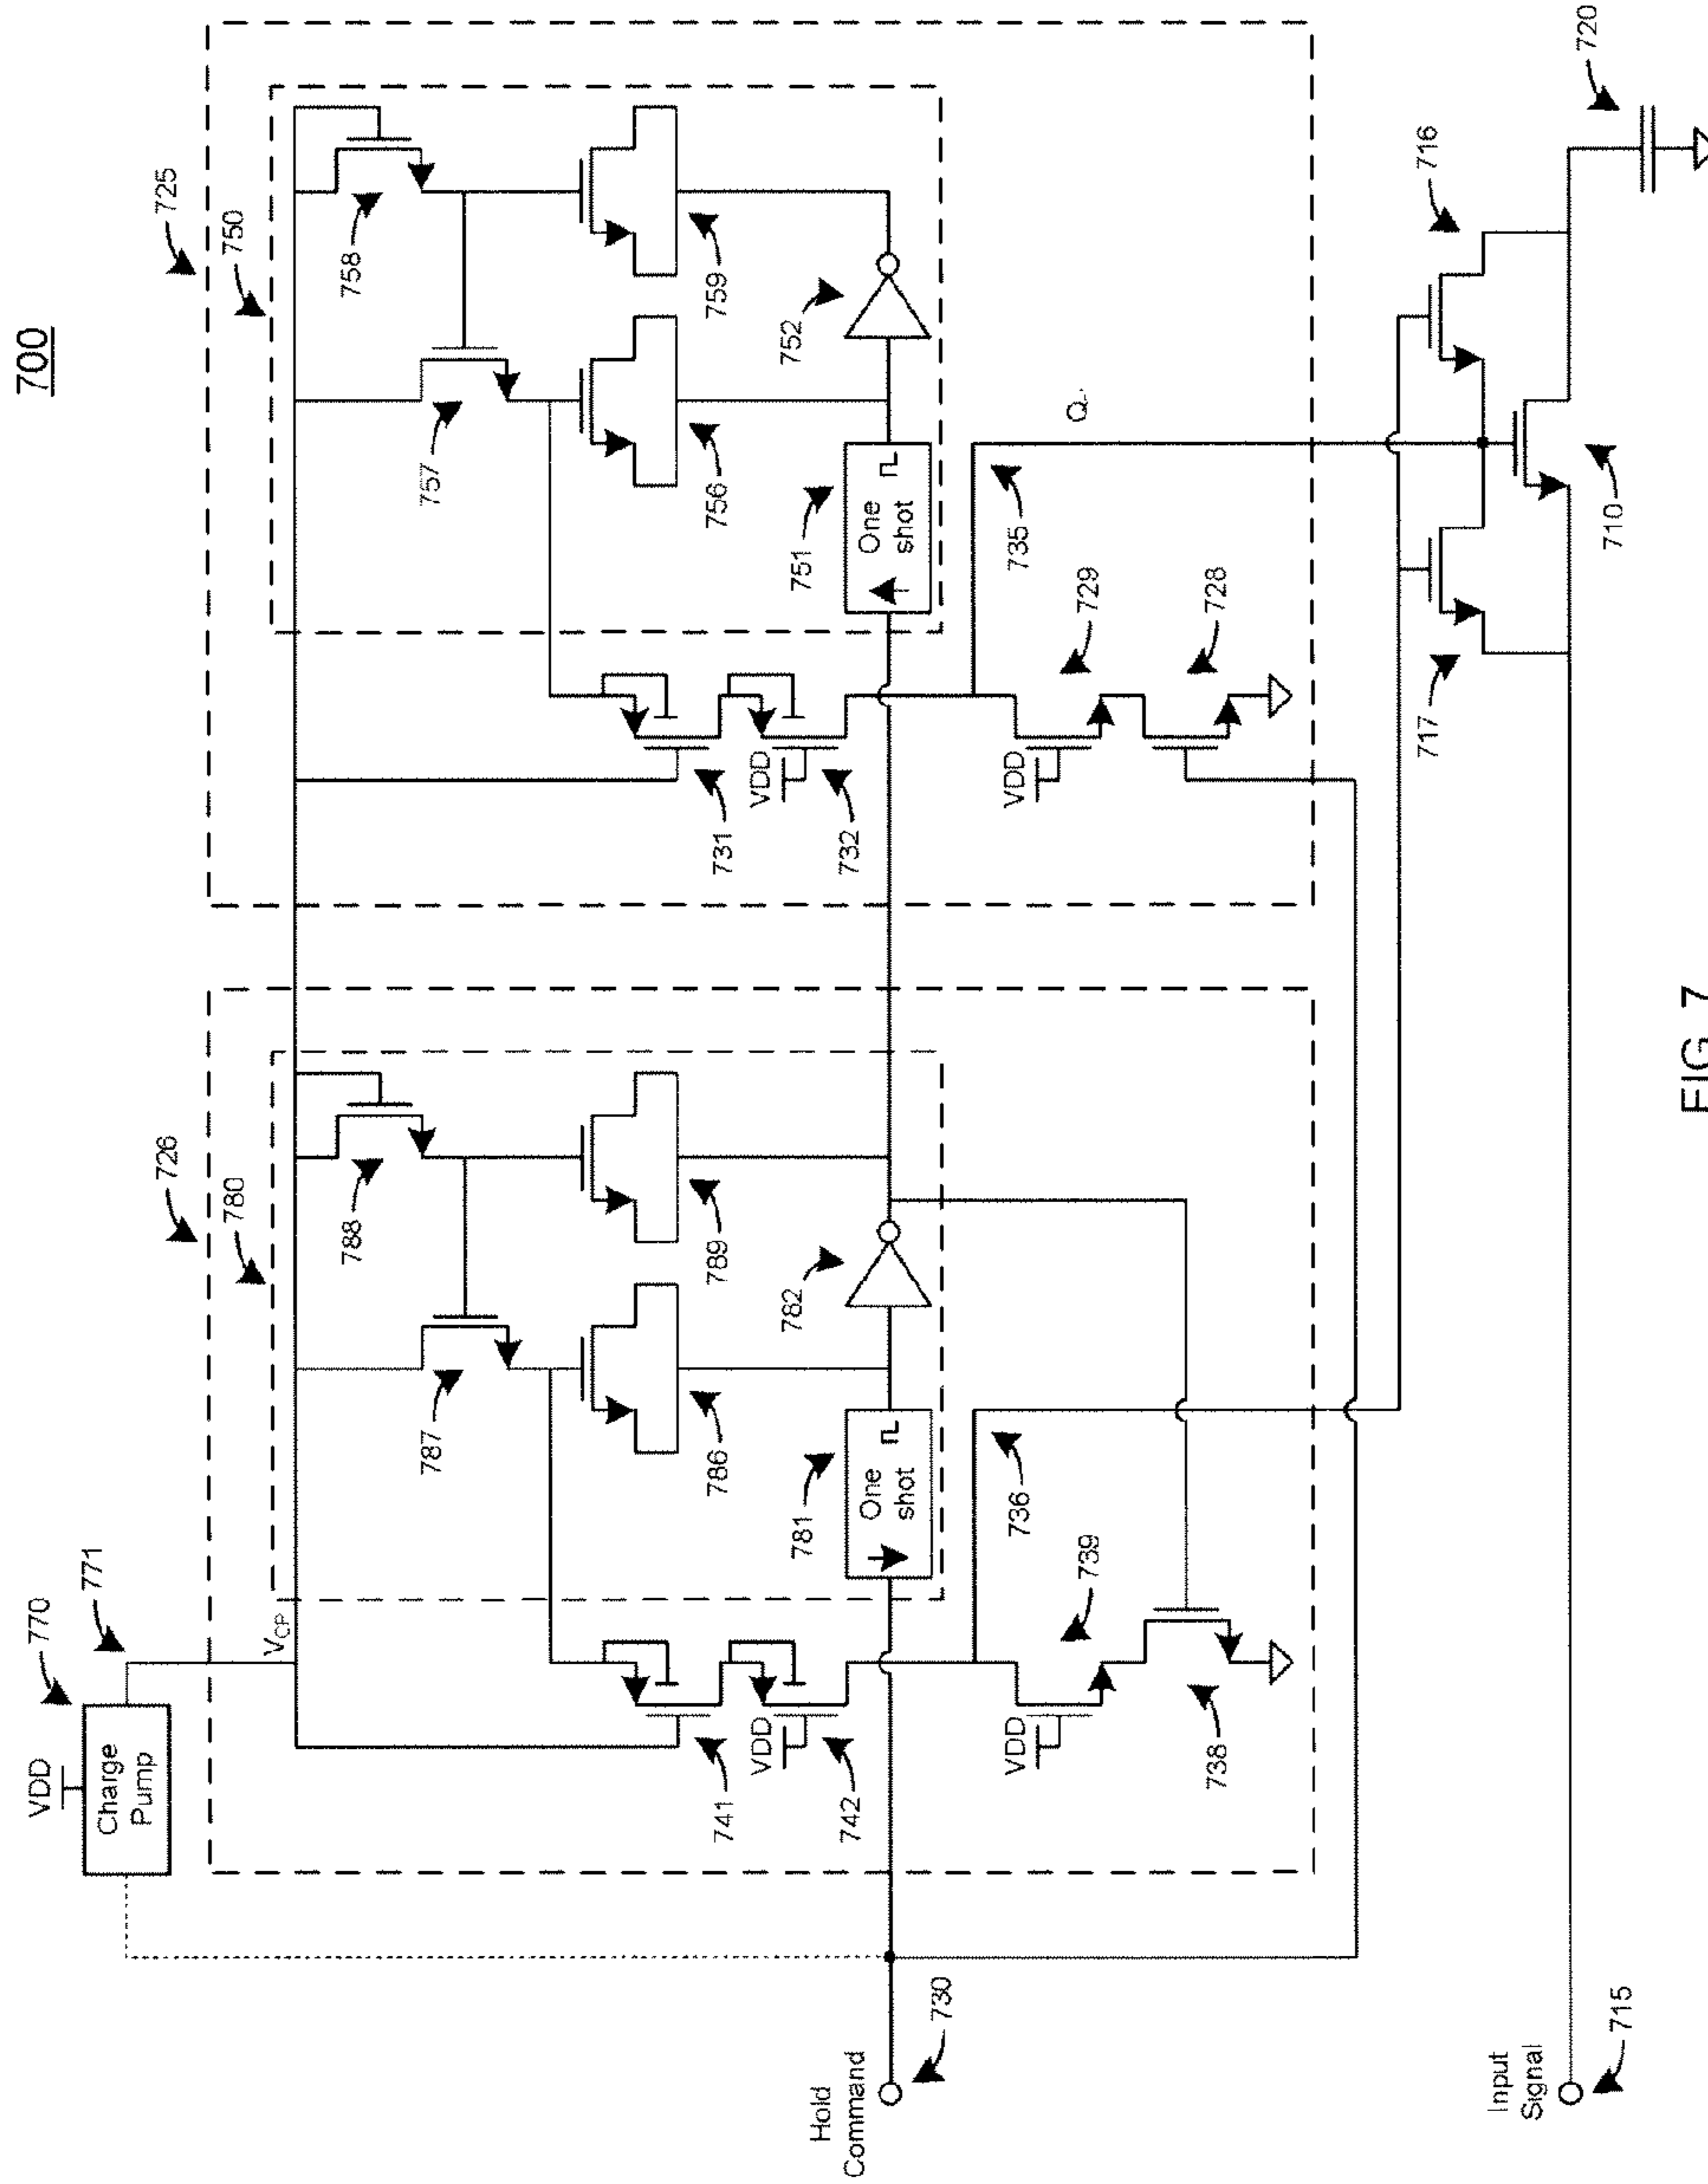 700
725
750
758
757
759
756
752
751
One
shot
731
VDD
732
735
Q
VDD
729
728
726
780
788
787
789
786
782
781
One
shot
770
771
VDD
Charge
Pump
VCP
741
VDD
742
736
VDD
739
738
Hold
Command
730
717
716
710
720
Input
Signal
715
FIG. 7